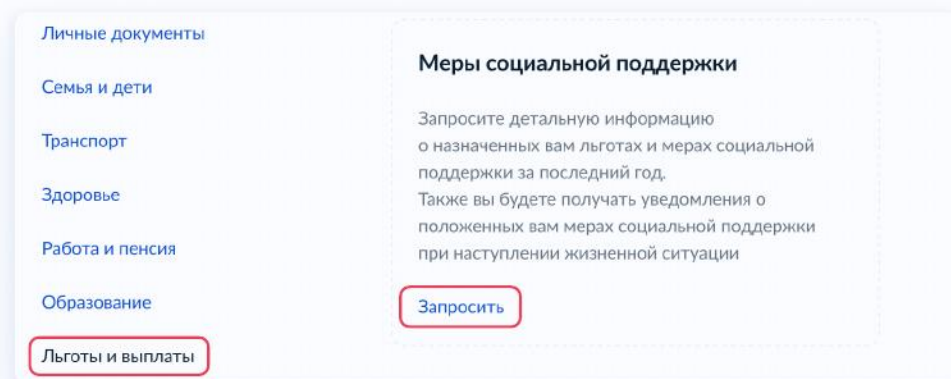 Личные документы
Семья и дети
Транспорт
Здоровье
Работа и пенсия
Образование
Льготы и выплаты
Меры социальной поддержки
Запросите детальную информацию
о назначенных вам льготах и мерах социальной
поддержки за последний год.
Также вы будете получать уведомления о
положенных вам мерах социальной поддержки
при наступлении жизненной ситуации
Запросить